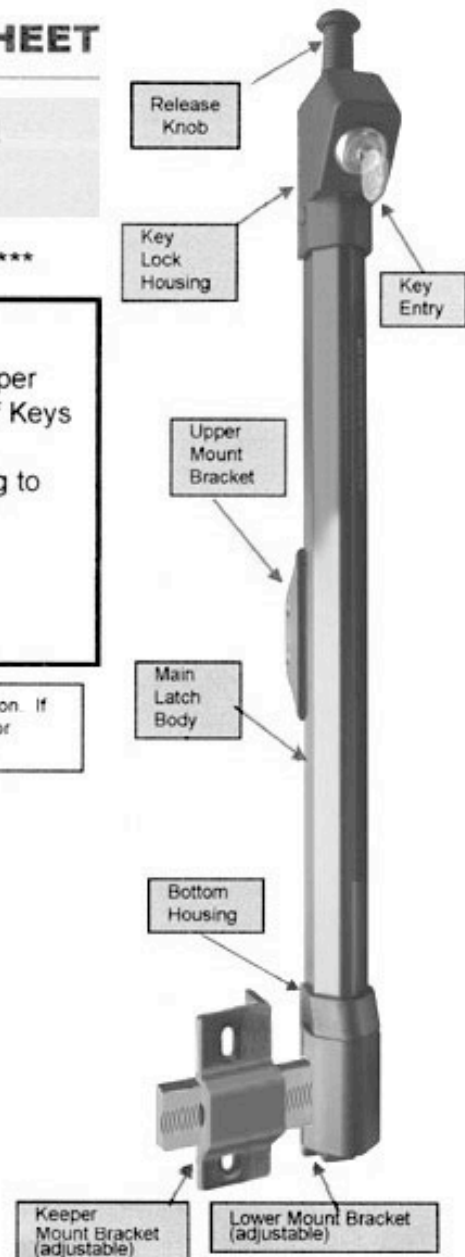 HEET
***
per
Keys
g to
on. If
or
Release
Knob
Key
Lock
Housing
Key
Entry
Upper
Mount
Bracket
Main
Latch
Body
Bottom
Housing
Keeper
Mount Bracket
(adjustable)
Lower Mount Bracket
(adjustable)